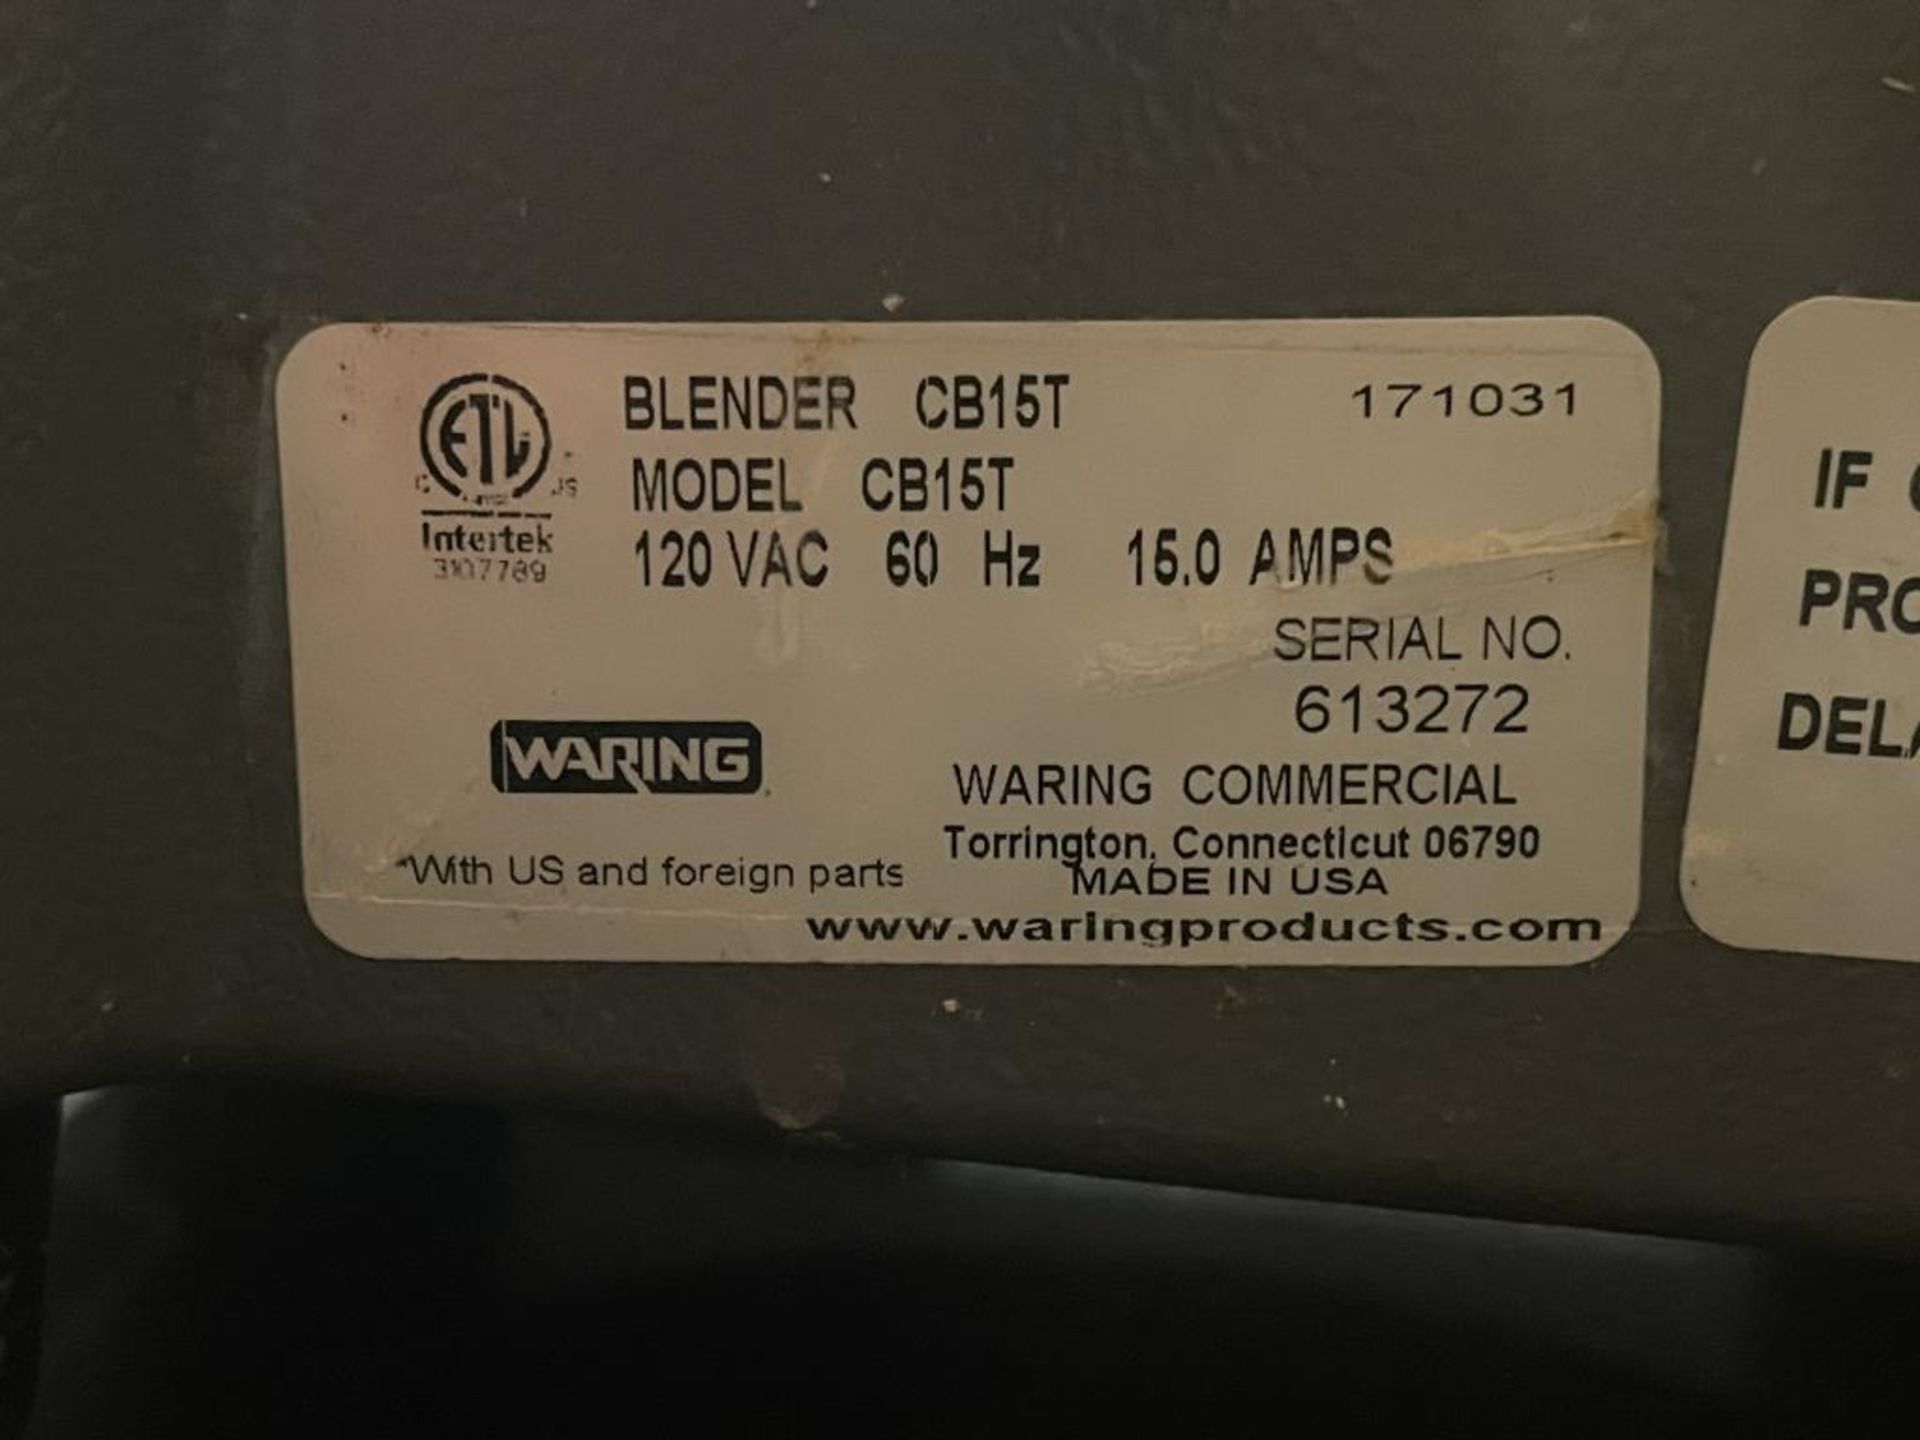 BLENDER CB15T 171031
MODEL CB15T
120 VAC 60 Hz 15.0 AMPS
ETL
Intertek
SERIAL NO.
613272
WARING
WARING COMMERCIAL
Torrington, Connecticut 06790
*With US and foreign parts
MADE IN USA
www.waringproducts.com
IF
PRO
DELA